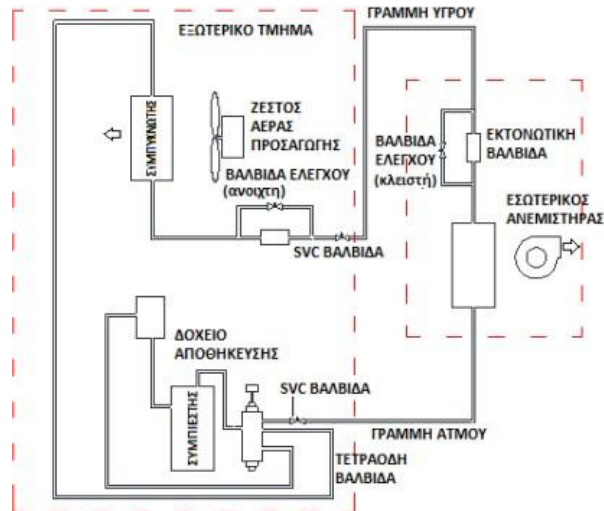 ΕΞΩΤΕΡΙΚΟ ΤΜΗΜΑ
ΓΡΑΜΜΗ ΥΓΡΟΥ
ΣΥΜΠΥΚΝΩΤΗΣ
ΖΕΣΤΟΣ
ΑΕΡΑΣ
ΠΡΟΣΑΓΩΓΗΣ
ΒΑΛΒΙΔΑ ΕΛΕΓΧΟΥ
(ανοιχτη)
SVC ΒΑΛΒΙΔΑ
ΒΑΛΒΙΔΑ
ΕΛΕΓΧΟΥ
(κλειστή)
ΕΚΤΟΝΩΤΙΚΗ
ΒΑΛΒΙΔΑ
ΕΣΩΤΕΡΙΚΟΣ
ΑΝΕΜΙΣΤΗΡΑΣ
ΔΟΧΕΙΟ
ΑΠΟΘΗΚΕΥΣΗΣ
ΣΥΜΠΙΕΣΤΗΣ
SVC ΒΑΛΒΙΔΑ
ΓΡΑΜΜΗ ΑΤΜΟΥ
ΤΕΤΡΑΟΔΗ
ΒΑΛΒΙΔΑ